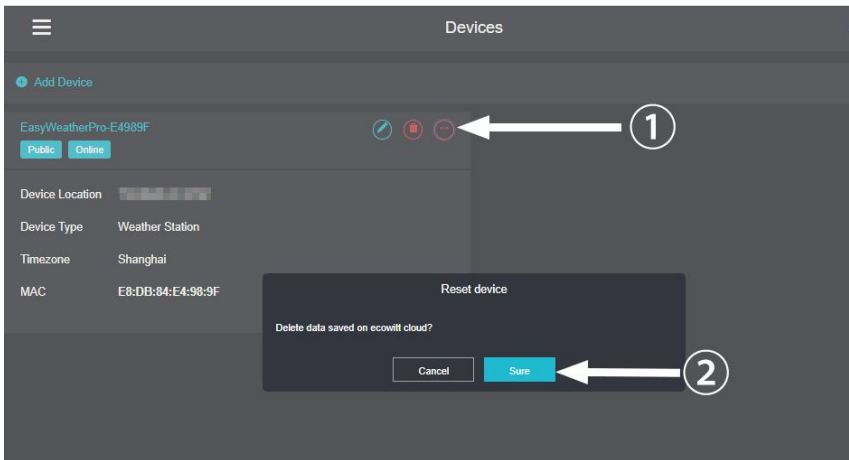 Devices
Add Device
EasyWeatherPro-E4989F
1
Public Online
Device Location
Device Type Weather Station
Timezone Shanghai
MAC E8:DB:84:E4:98:9F
Reset device
Delete data saved on ecowitt cloud?
Cancel Sure
2